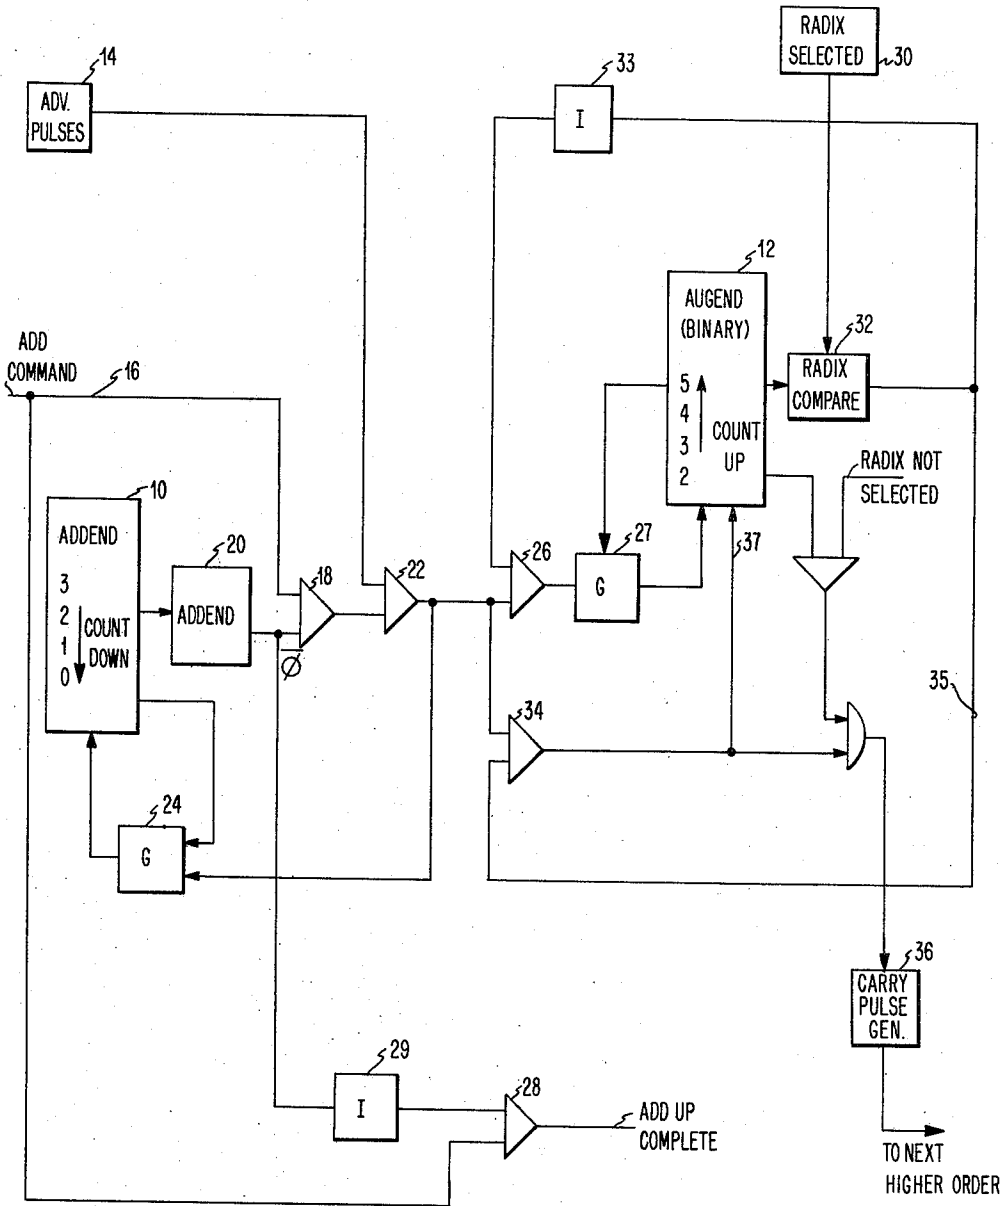 RADIX
SELECTED
30
14
ADV.
PULSES
33
I
12
AUGEND
(BINARY)
5
4
3
2
COUNT
UP
32
RADIX
COMPARE
ADD
COMMAND
16
RADIX NOT
SELECTED
10
ADDEND
3
2
1
0
COUNT
DOWN
20
ADDEND
18
22
26
27
G
37
Ø
34
35
24
G
36
CARRY
PULSE
GEN.
29
I
28
ADD UP
COMPLETE
TO NEXT
HIGHER ORDER